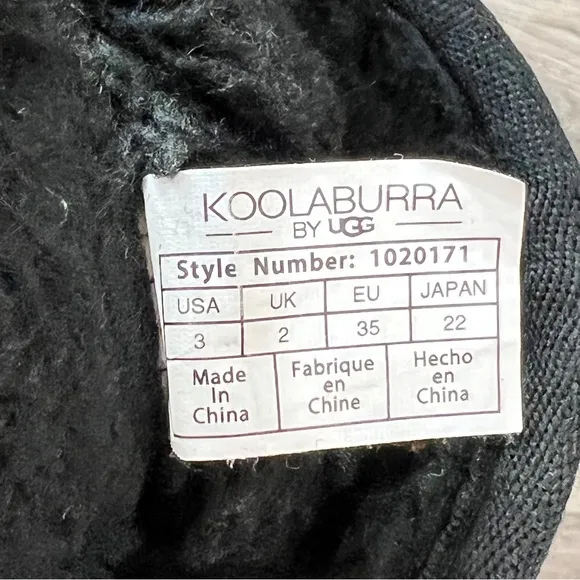 KOOLABURRA
BY UGG
Style Number: 1020171
USA UK EU JAPAN
3 2 35 22
Made In China
Fabrique en Chine
Hecho en China